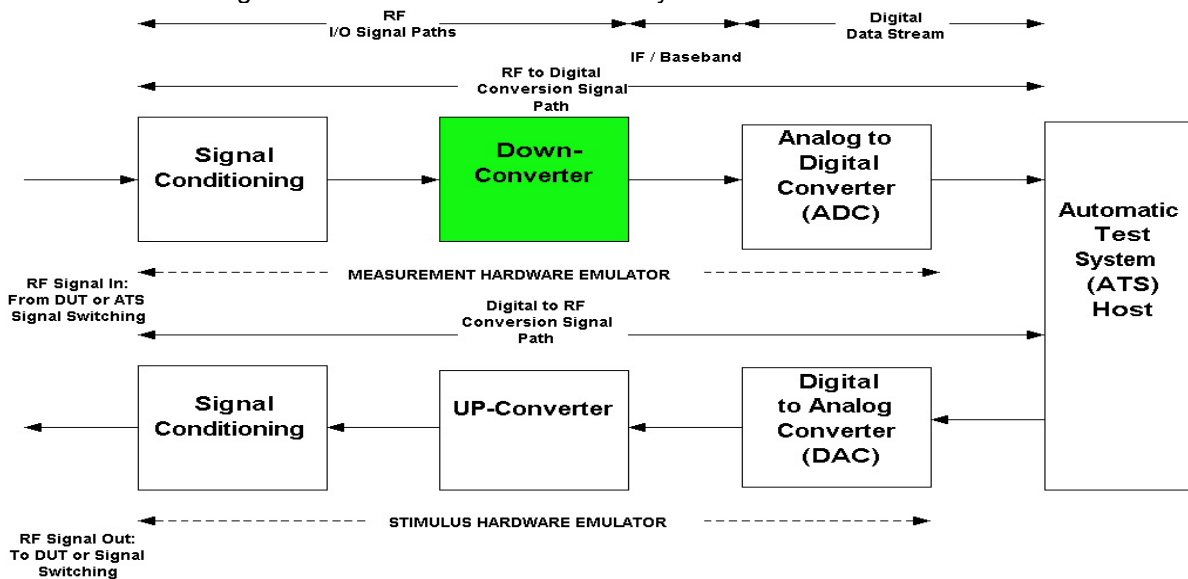 RF
I/O Signal Paths
Digital
Data Stream
IF / Baseband
RF to Digital
Conversion Signal
Path
Signal
Conditioning
Down-
Converter
Analog to
Digital
Converter
(ADC)
Automatic
Test
System
(ATS)
Host
MEASUREMENT HARDWARE EMULATOR
RF Signal In:
From DUT or ATS
Signal Switching
Digital to RF
Conversion Signal
Path
Signal
Conditioning
UP-Converter
Digital
to Analog
Converter
(DAC)
STIMULUS HARDWARE EMULATOR
RF Signal Out:
To DUT or Signal
Switching